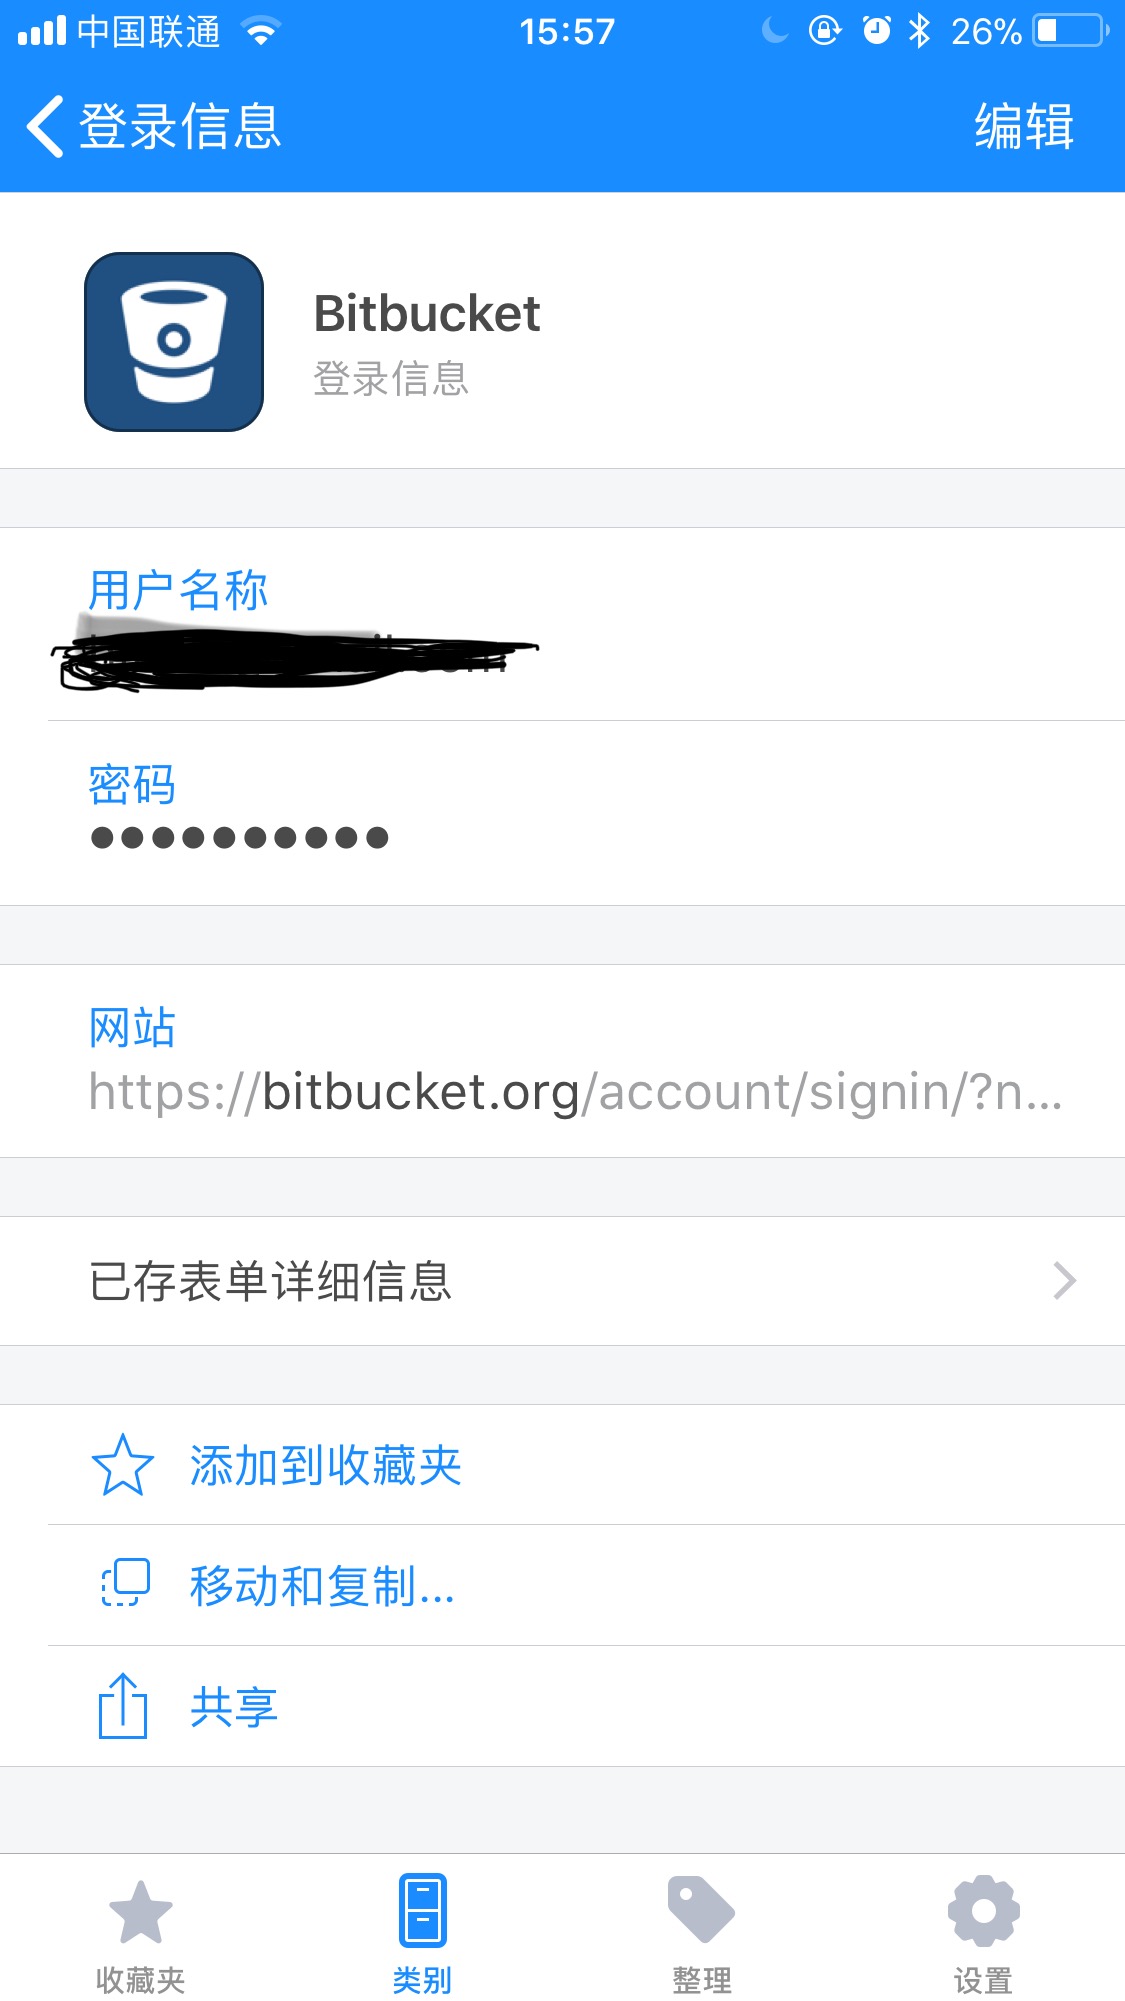 中国联通 15:57 26%
登录信息 编辑
Bitbucket
登录信息
用户名称
密码
●●●●●●●●●●
网站
https://bitbucket.org/account/signin/?n...
已存表单详细信息
添加到收藏夹
移动和复制...
共享
收藏夹 类别 整理 设置